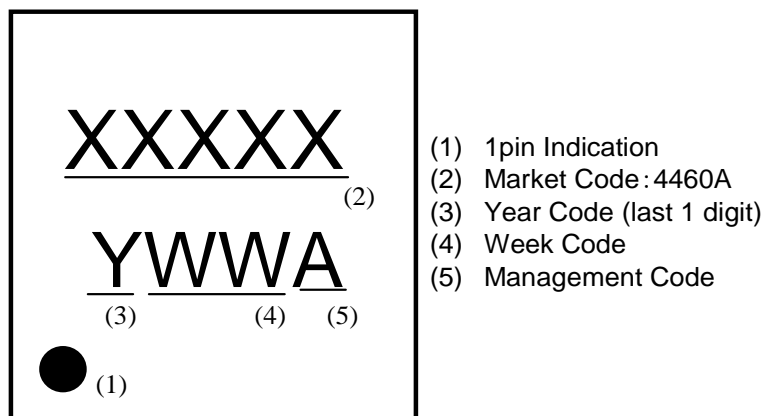 XXXXX
(2)
YWWA
(3) (4) (5)
(1)
(1) 1pin Indication
(2) Market Code：4460A
(3) Year Code (last 1 digit)
(4) Week Code
(5) Management Code